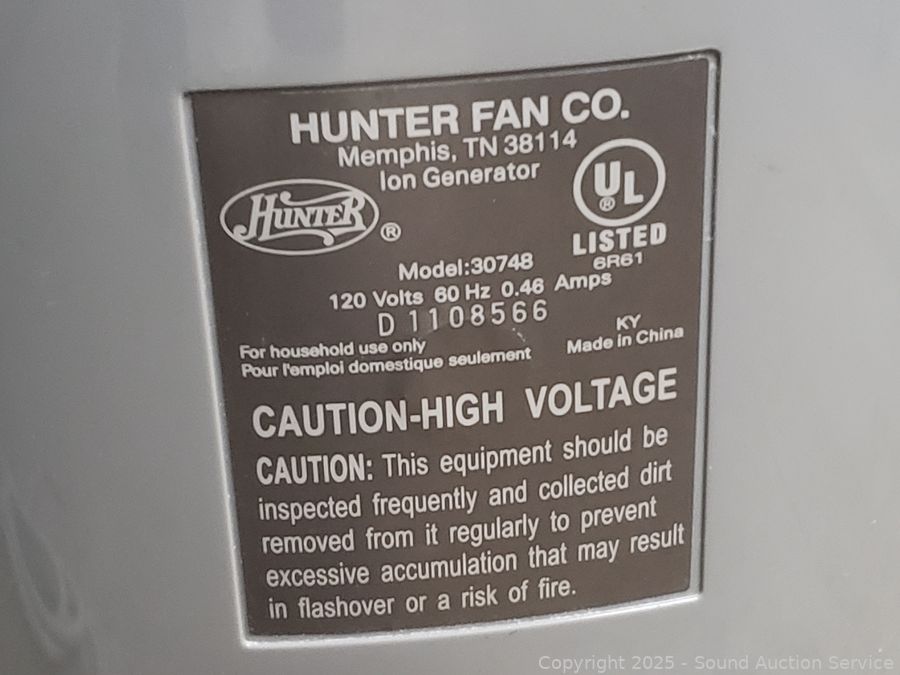 HUNTER FAN CO.
Memphis, TN 38114
Ion Generator
HUNTER ®
UL ®
LISTED
6R61
Model:30748
120 Volts 60 Hz 0.46 Amps
D 1108566
KY
Made in China
For household use only
Pour l'emploi domestique seulement
CAUTION-HIGH VOLTAGE
CAUTION: This equipment should be
inspected frequently and collected dirt
removed from it regularly to prevent
excessive accumulation that may result
in flashover or a risk of fire.
Copyright 2025 - Sound Auction Service